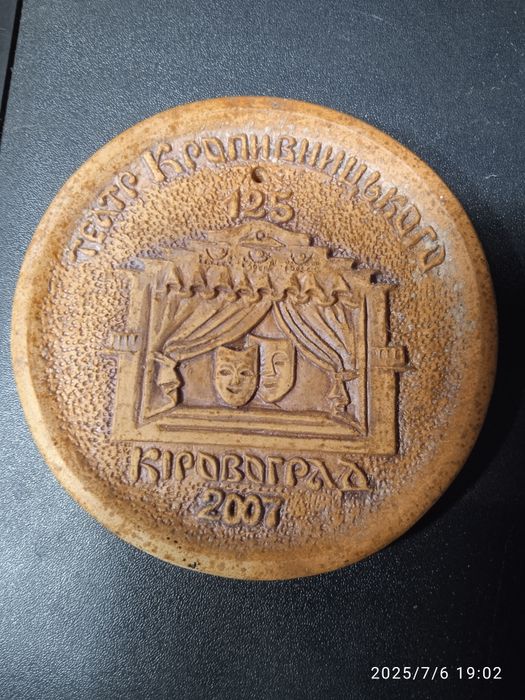 Театр Кропивницького
125
Кіровоград
2007
2025/7/6 19:02